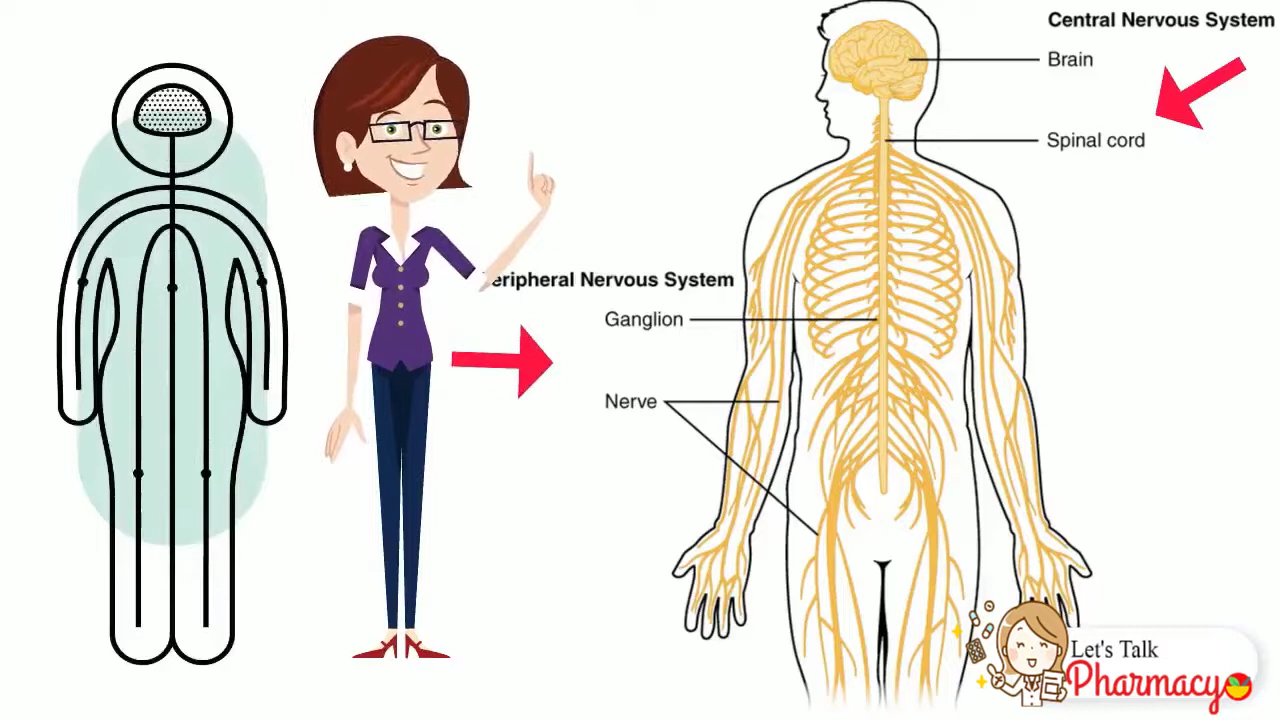 Central Nervous System
Brain
Spinal cord
eripheral Nervous System
Ganglion
Nerve
Let's Talk
Pharmacy